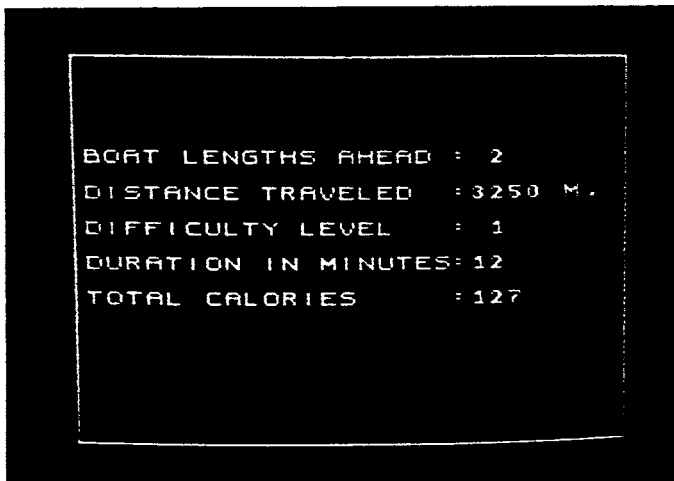 BOAT LENGTHS AHEAD : 2
DISTANCE TRAVELED :3250 M.
DIFFICULTY LEVEL : 1
DURATION IN MINUTES:12
TOTAL CALORIES :127